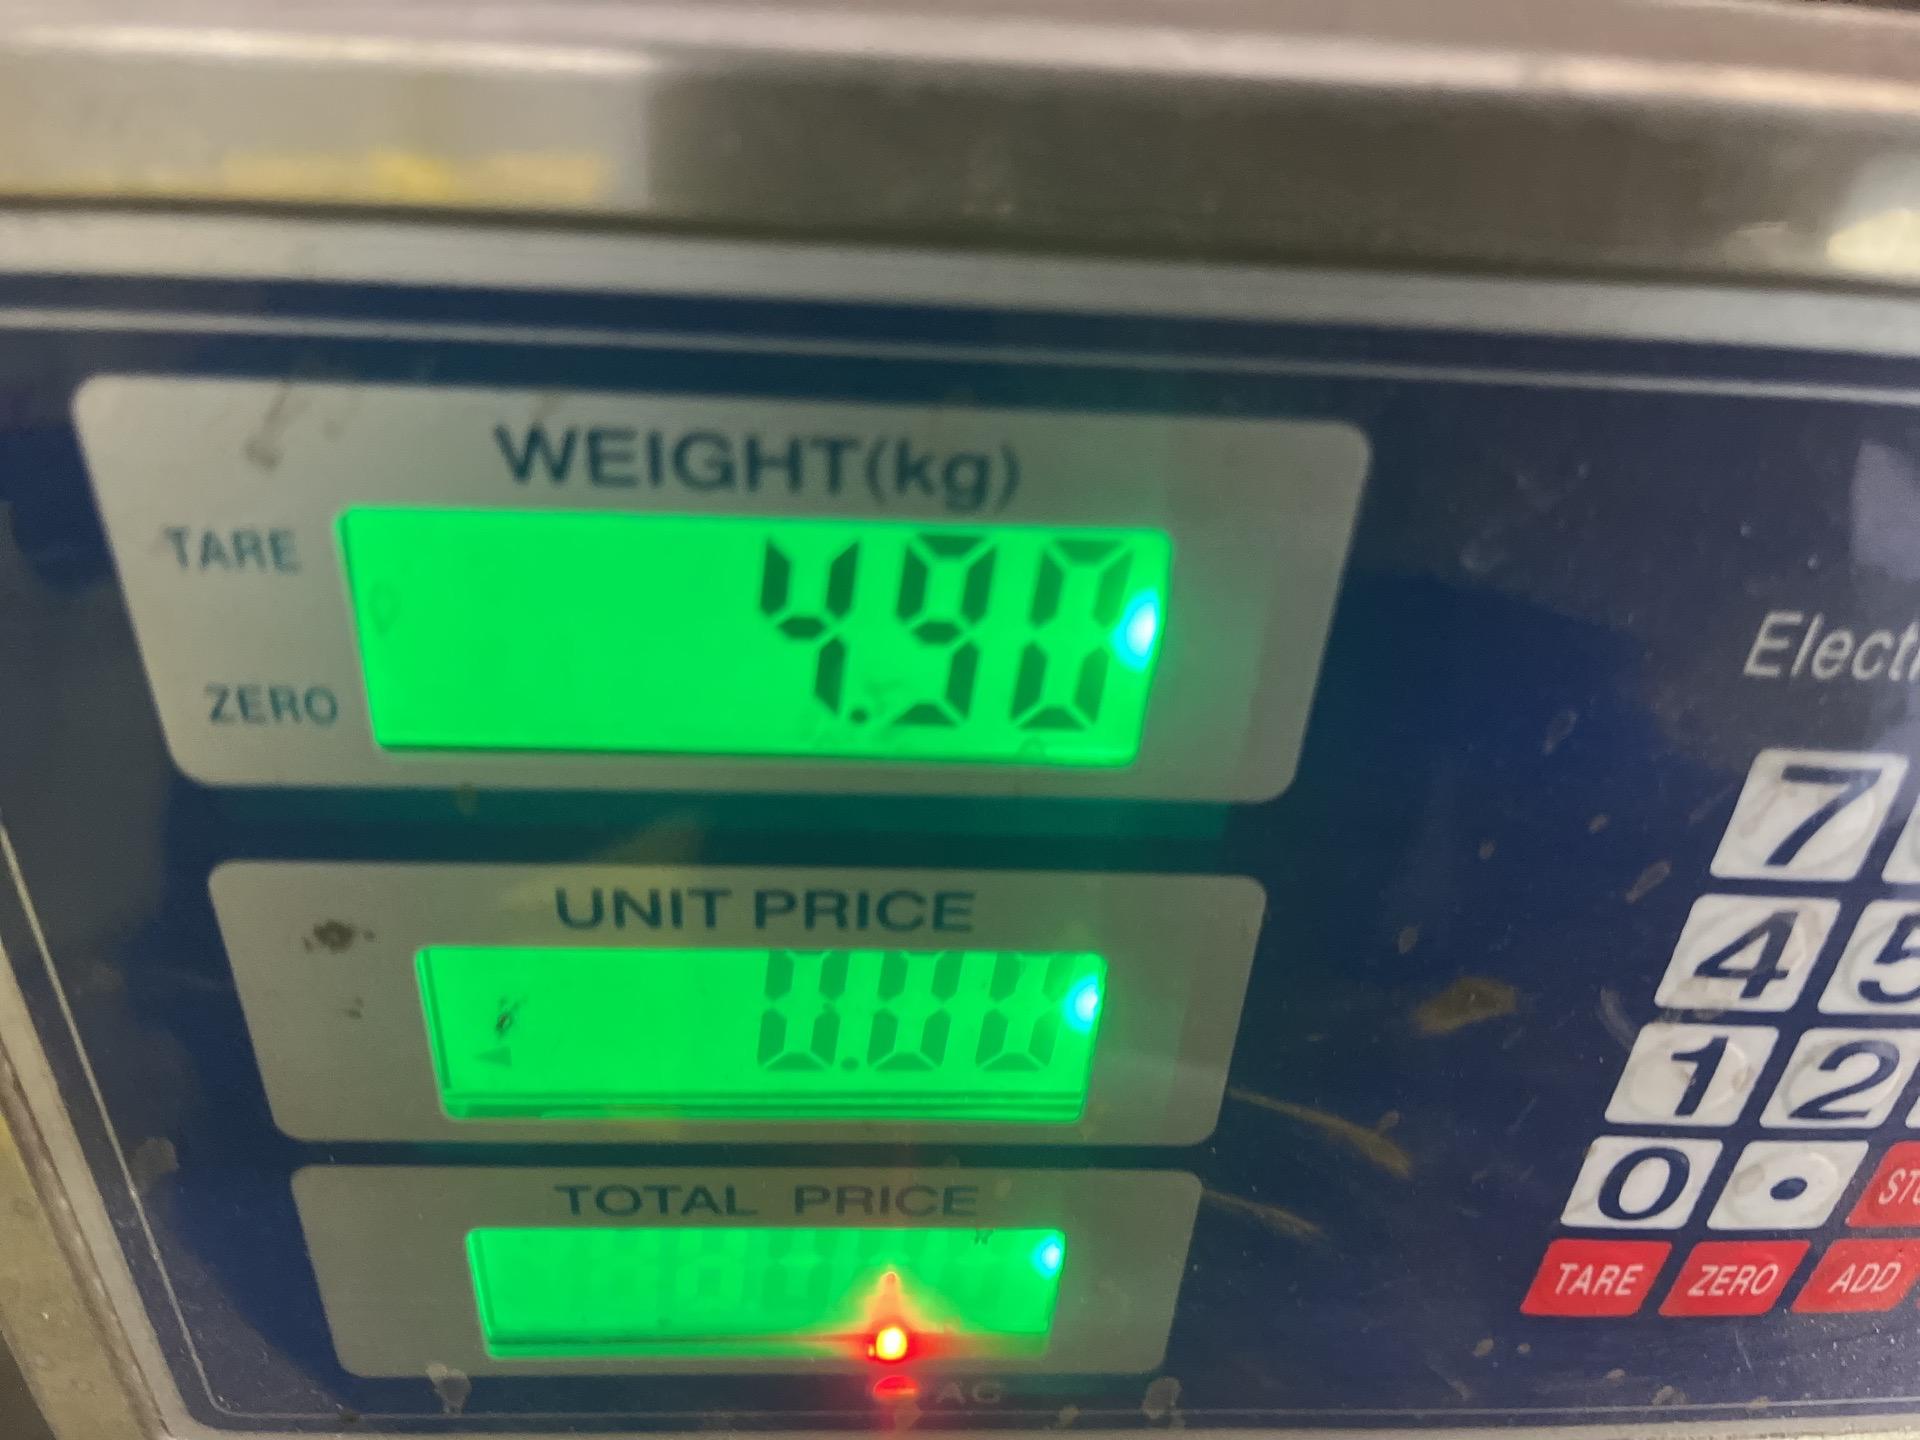 WEIGHT(kg)
TARE
4.90
ZERO
Elect
UNIT PRICE
0.00
7
4 5
1 2
0 .
TOTAL PRICE
TARE ZERO ADD
AC